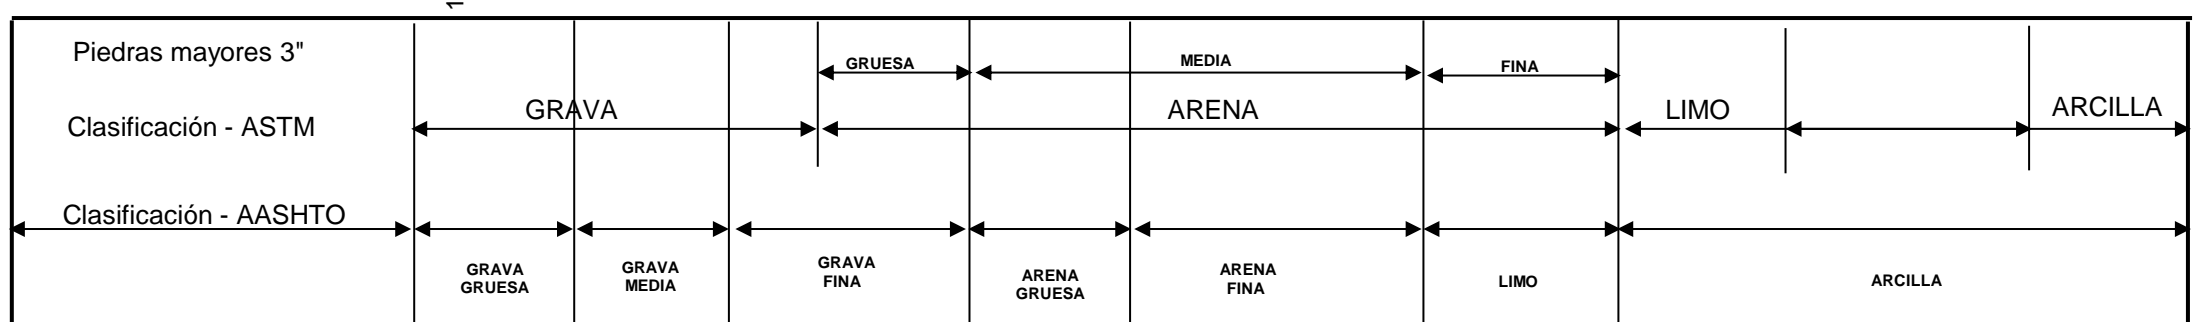 1
Piedras mayores 3"
GRUESA
MEDIA
FINA
Clasificación - ASTM
GRAVA
ARENA
LIMO
ARCILLA
Clasificación - AASHTO
GRAVA
GRUESA
GRAVA
MEDIA
GRAVA
FINA
ARENA
GRUESA
ARENA
FINA
LIMO
ARCILLA